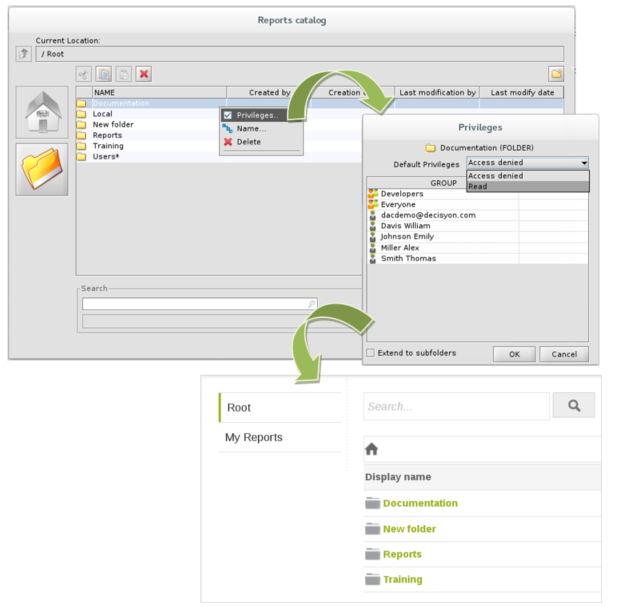 Reports catalog
Current Location:
/ Root
NAME Created by Creation Last modification by Last modify date
Documentation
Local
New folder
Reports
Training
Users*
Privileges...
Name...
Delete
Search
Privileges
Documentation (FOLDER)
Default Privileges Access denied
Access denied
Read
GROUP
Developers
Everyone
dacdemo@decisyon.com
Davis William
Johnson Emily
Miller Alex
Smith Thomas
Extend to subfolders OK Cancel
Root
My Reports
Search...
Display name
Documentation
New folder
Reports
Training